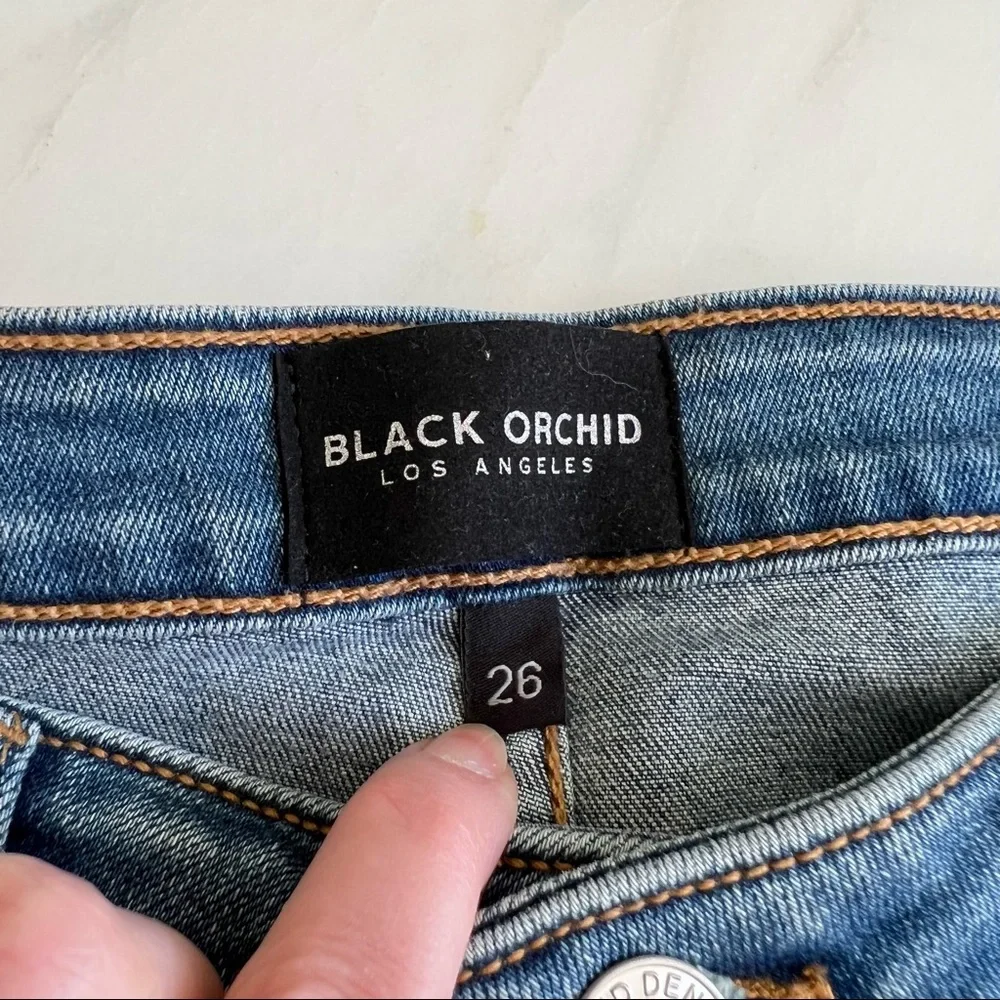 BLACK ORCHID
LOS ANGELES
26